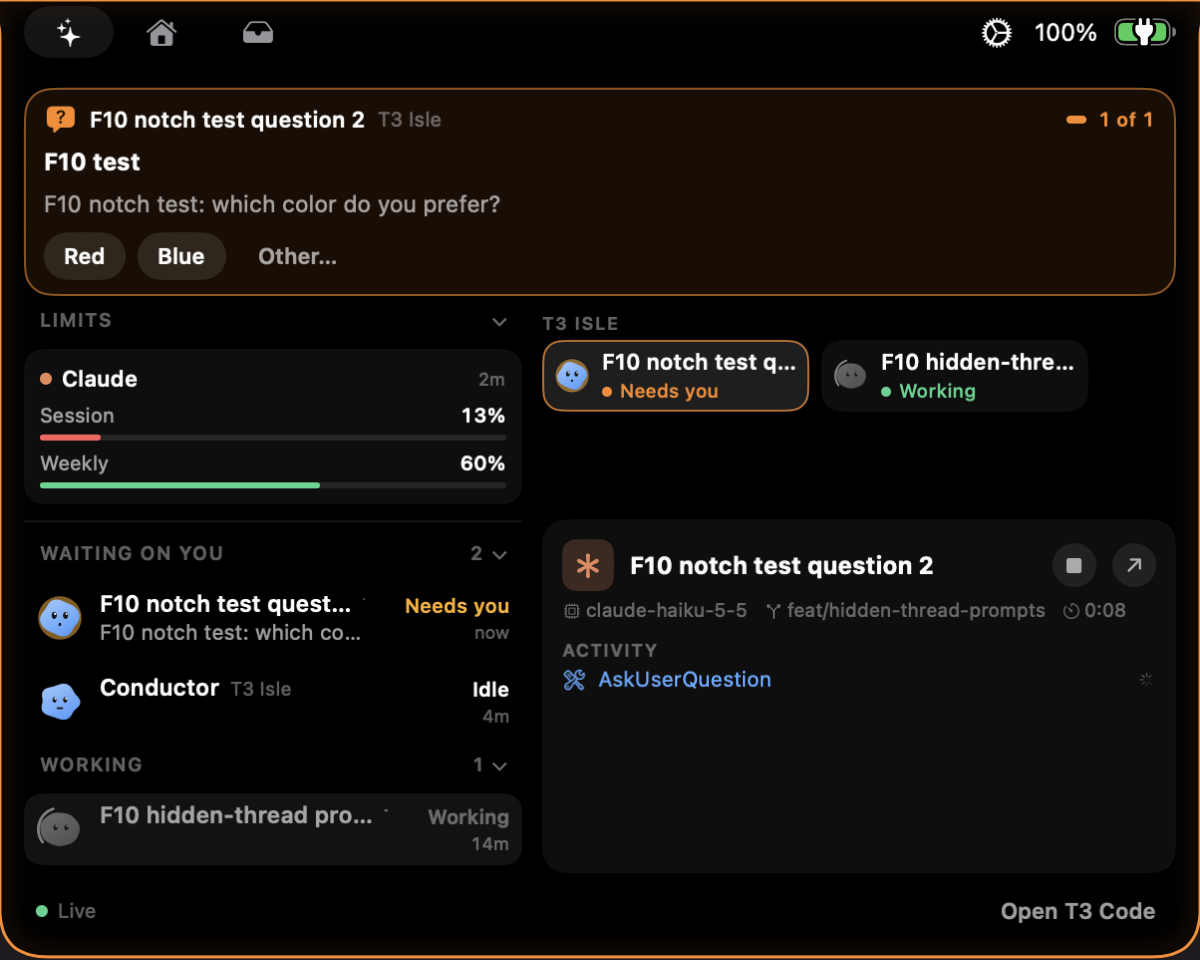 100%
F10 notch test question 2 T3 Isle
1 of 1
F10 test
F10 notch test: which color do you prefer?
Red Blue Other...
LIMITS
Claude 2m
Session 13%
Weekly 60%
WAITING ON YOU 2
F10 notch test quest... Needs you
F10 notch test: which co... now
Conductor T3 Isle Idle
4m
WORKING 1
F10 hidden-thread pro... Working
14m
T3 ISLE
F10 notch test q...
Needs you
F10 hidden-thre...
Working
F10 notch test question 2
claude-haiku-5-5 feat/hidden-thread-prompts 0:08
ACTIVITY
AskUserQuestion
Live
Open T3 Code